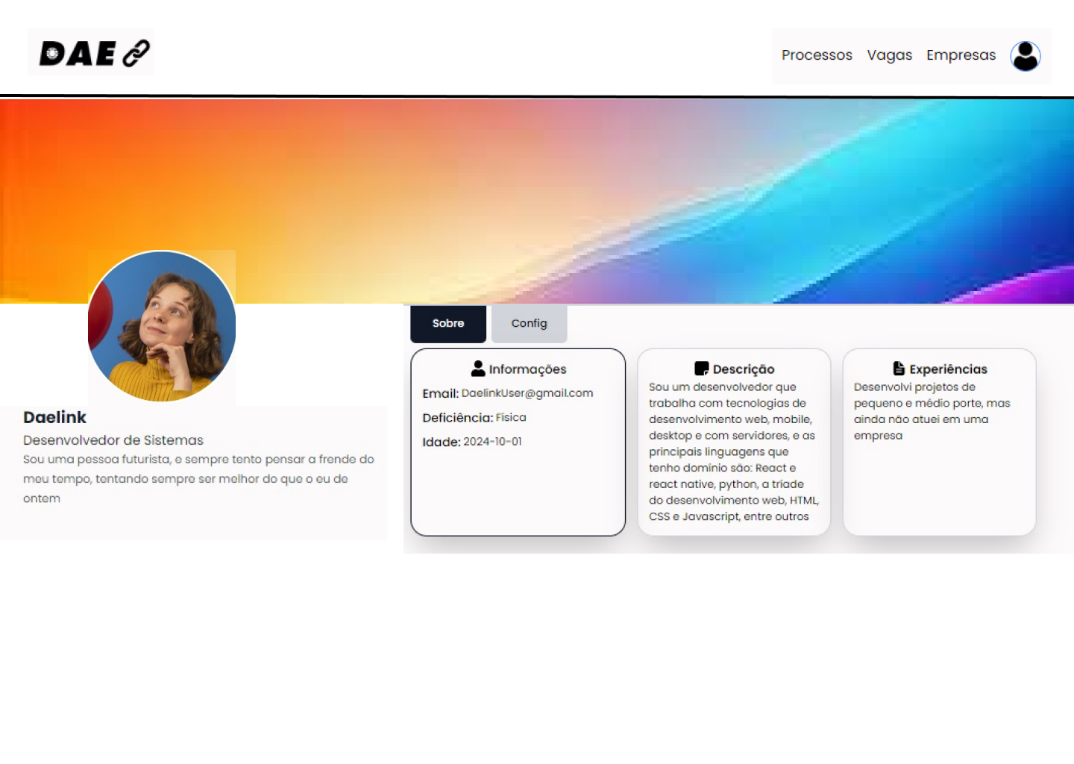 DAE
Processos Vagas Empresas
Daelink
Desenvolvedor de Sistemas
Sou uma pessoa futurista, e sempre tento pensar a frende do
meu tempo, tentando sempre ser melhor do que o eu de
ontem
Sobre Config
Informações
Email: DaelinkUser@gmail.com
Deficiência: Fisica
Idade: 2024-10-01
Descrição
Sou um desenvolvedor que
trabalha com tecnologias de
desenvolvimento web, mobile,
desktop e com servidores, e as
principais linguagens que
tenho dominio são: React e
react native, python, a triade
do desenvolvimento web, HTML,
CSS e Javascript, entre outros
Experiências
Desenvolvi projetos de
pequeno e médio porte, mas
ainda não atuei em uma
empresa